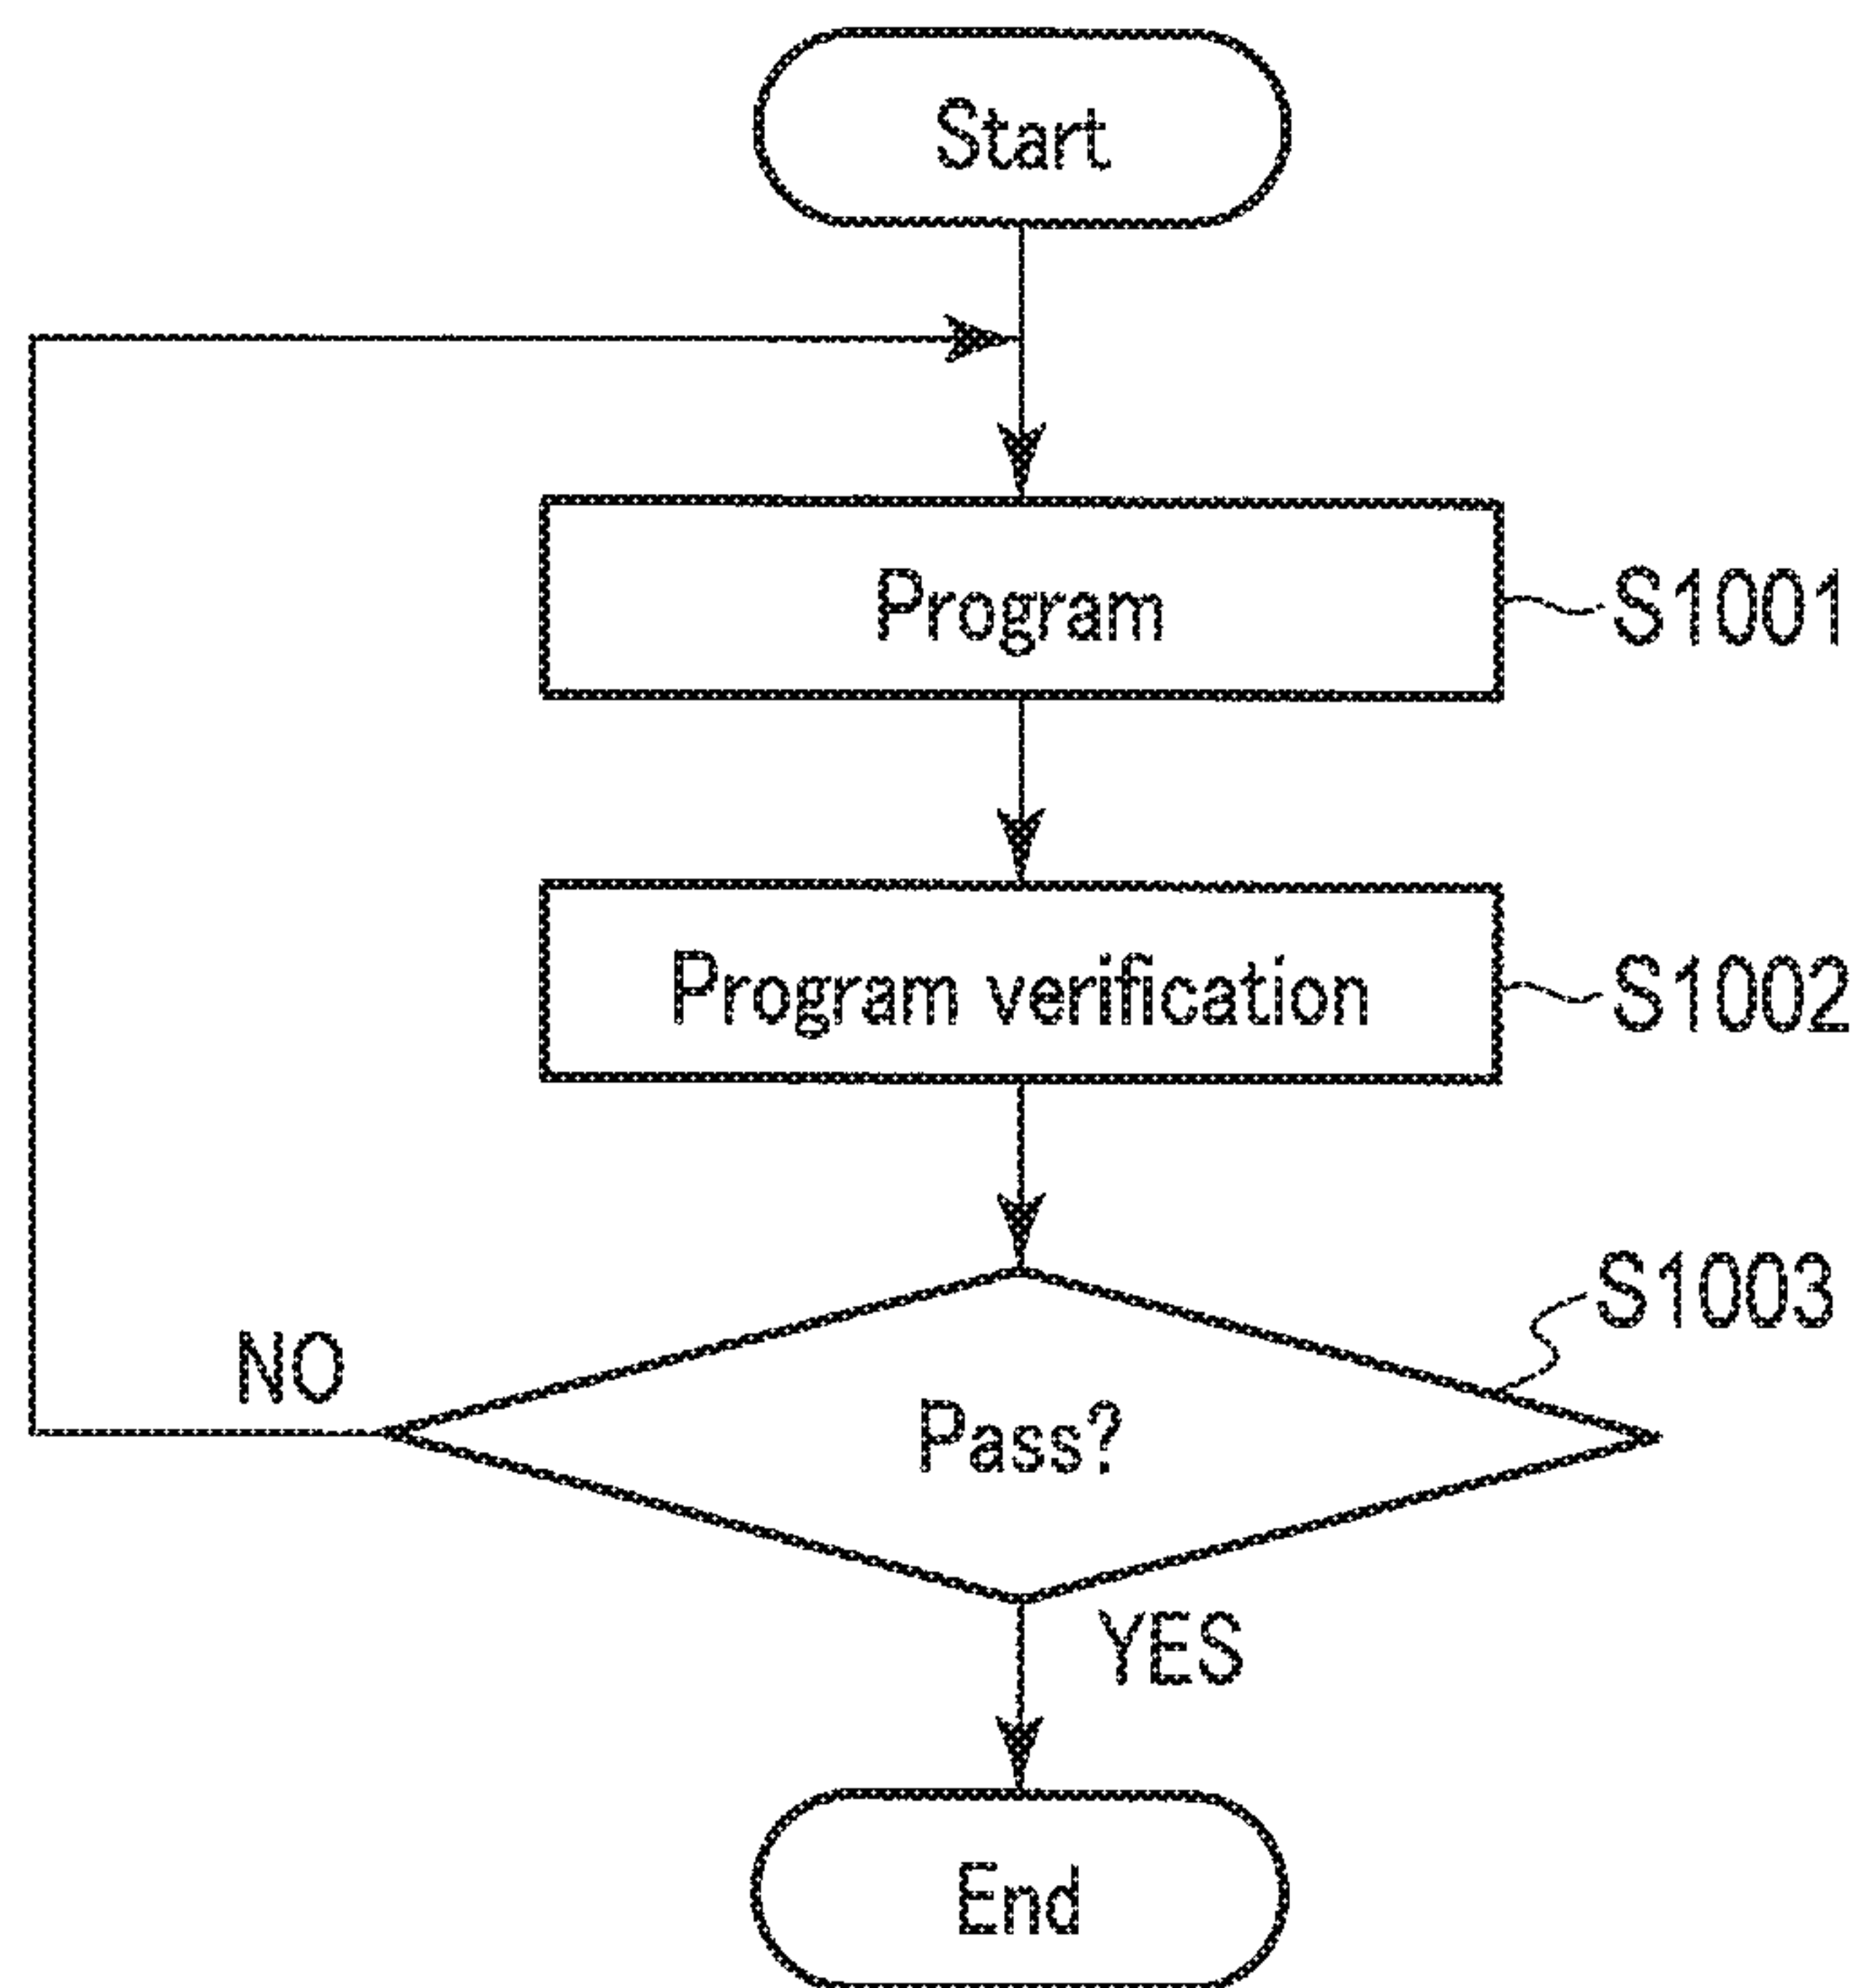 Start
Program
S1001
Program verification
S1002
S1003
NO
Pass?
YES
End